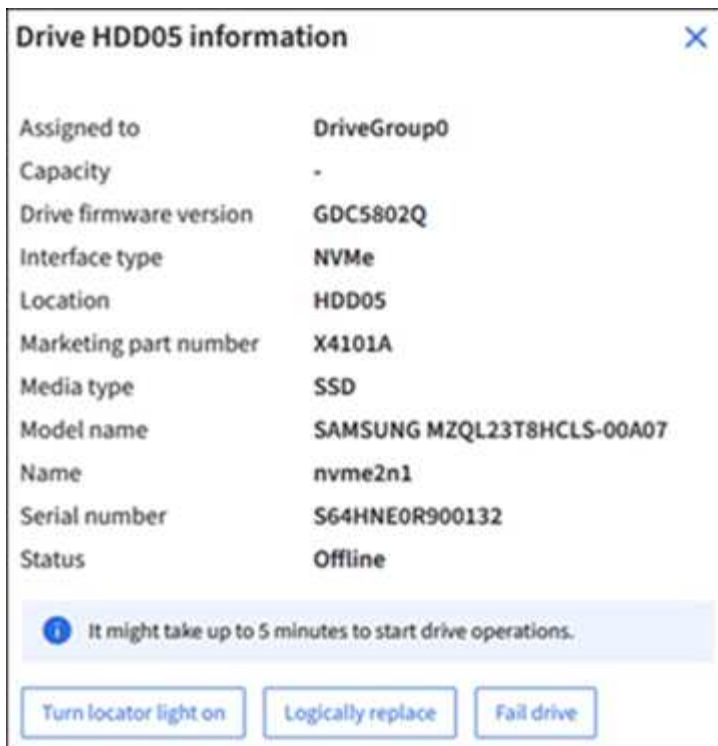 Drive HDD05 information
Assigned to DriveGroup0
Capacity -
Drive firmware version GDC5802Q
Interface type NVMe
Location HDD05
Marketing part number X4101A
Media type SSD
Model name SAMSUNG MZQL23T8HCLS-00A07
Name nvme2n1
Serial number S64HNE0R900132
Status Offline
It might take up to 5 minutes to start drive operations.
Turn locator light on Logically replace Fail drive